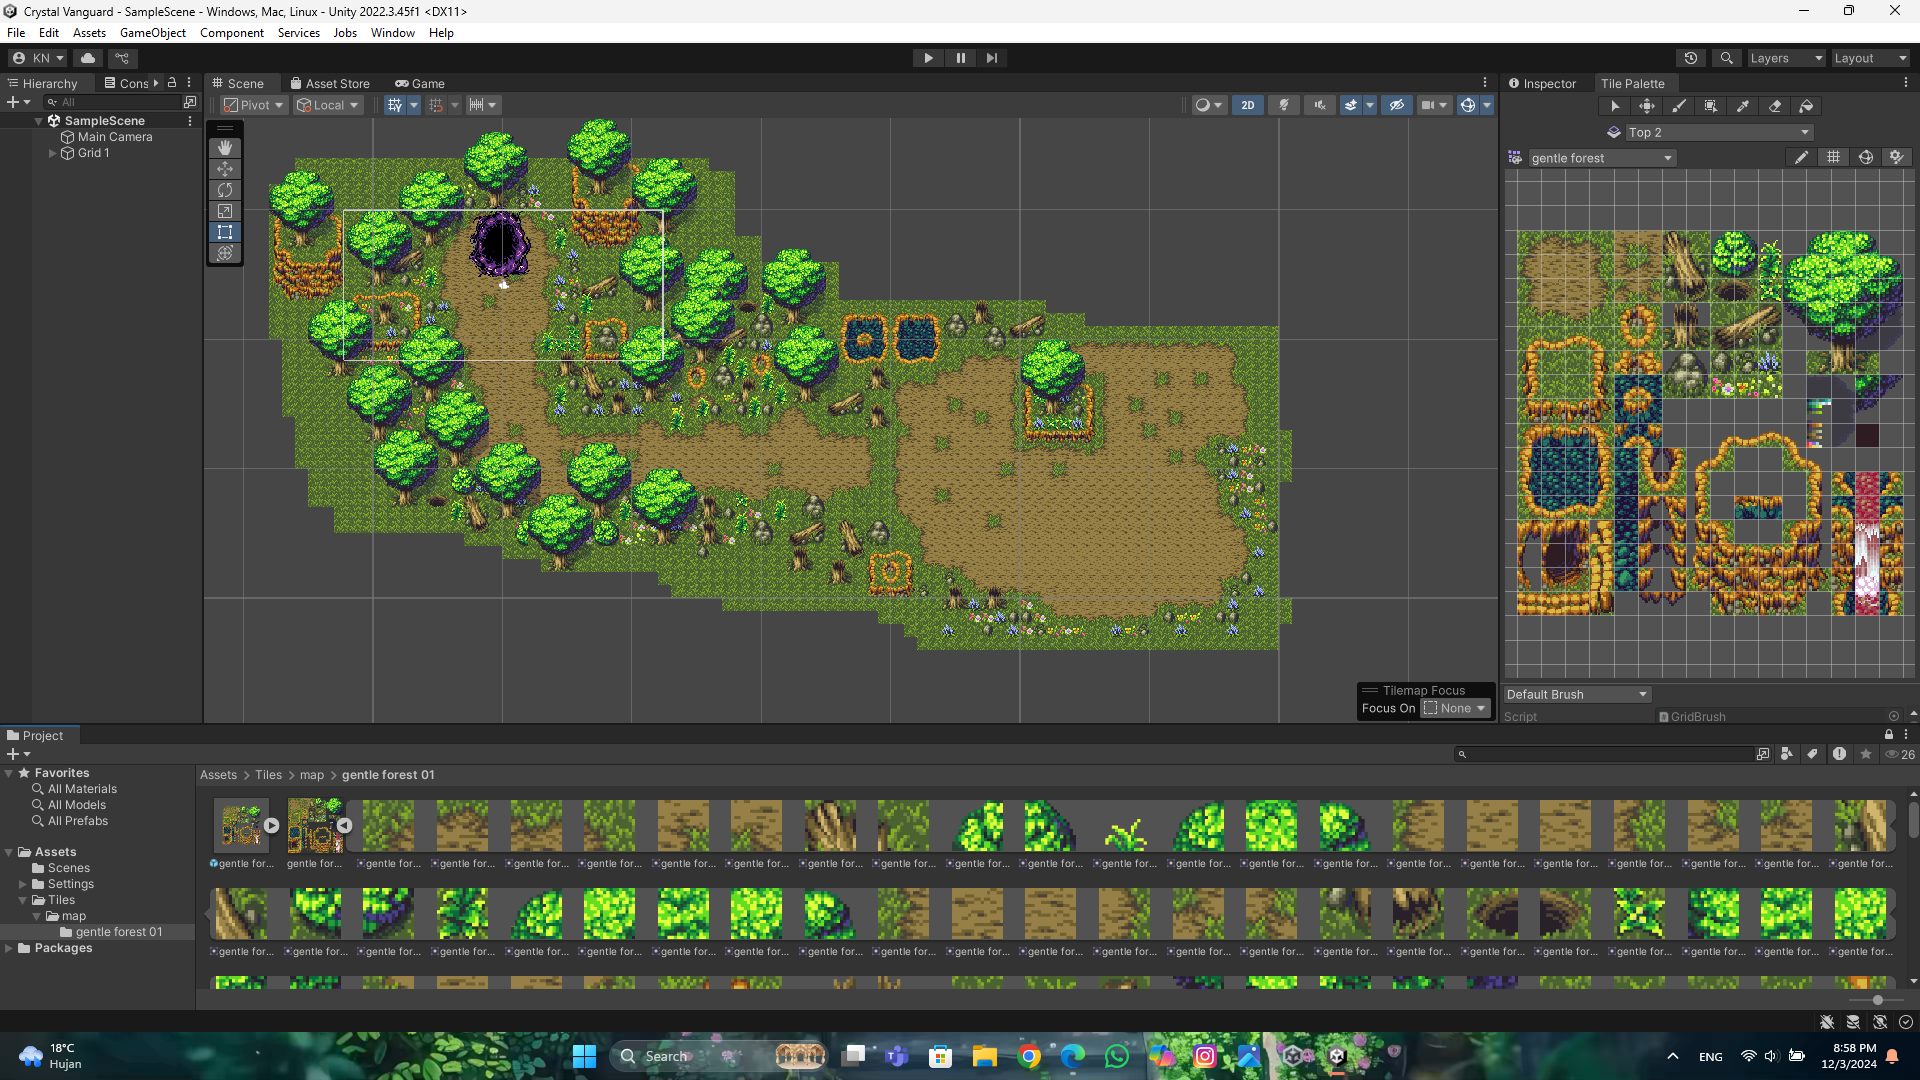 Crystal Vanguard - SampleScene - Windows, Mac, Linux - Unity 2022.3.45f1 <DX11>
File Edit Assets GameObject Component Services Jobs Window Help
KN
Layers Layout
Hierarchy Cons
Scene Asset Store Game
Inspector Tile Palette
All
Pivot Local
2D
SampleScene
Main Camera
Grid 1
Top 2
gentle forest
Tilemap Focus
Focus On None
Default Brush
Script GridBrush
Project
26
Favorites
All Materials
All Models
All Prefabs
Assets
Scenes
Settings
Tiles
map
gentle forest 01
Packages
Assets > Tiles > map > gentle forest 01
gentle for... gentle for... gentle for... gentle for... gentle for... gentle for... gentle for... gentle for... gentle for... gentle for... gentle for... gentle for... gentle for... gentle for... gentle for... gentle for... gentle for... gentle for... gentle for... gentle for... gentle for... gentle for... gentle for...
gentle for... gentle for... gentle for... gentle for... gentle for... gentle for... gentle for... gentle for... gentle for... gentle for... gentle for... gentle for... gentle for... gentle for... gentle for... gentle for... gentle for... gentle for... gentle for... gentle for... gentle for... gentle for... gentle for...
18°C
Hujan
Search
ENG
8:58 PM
12/3/2024